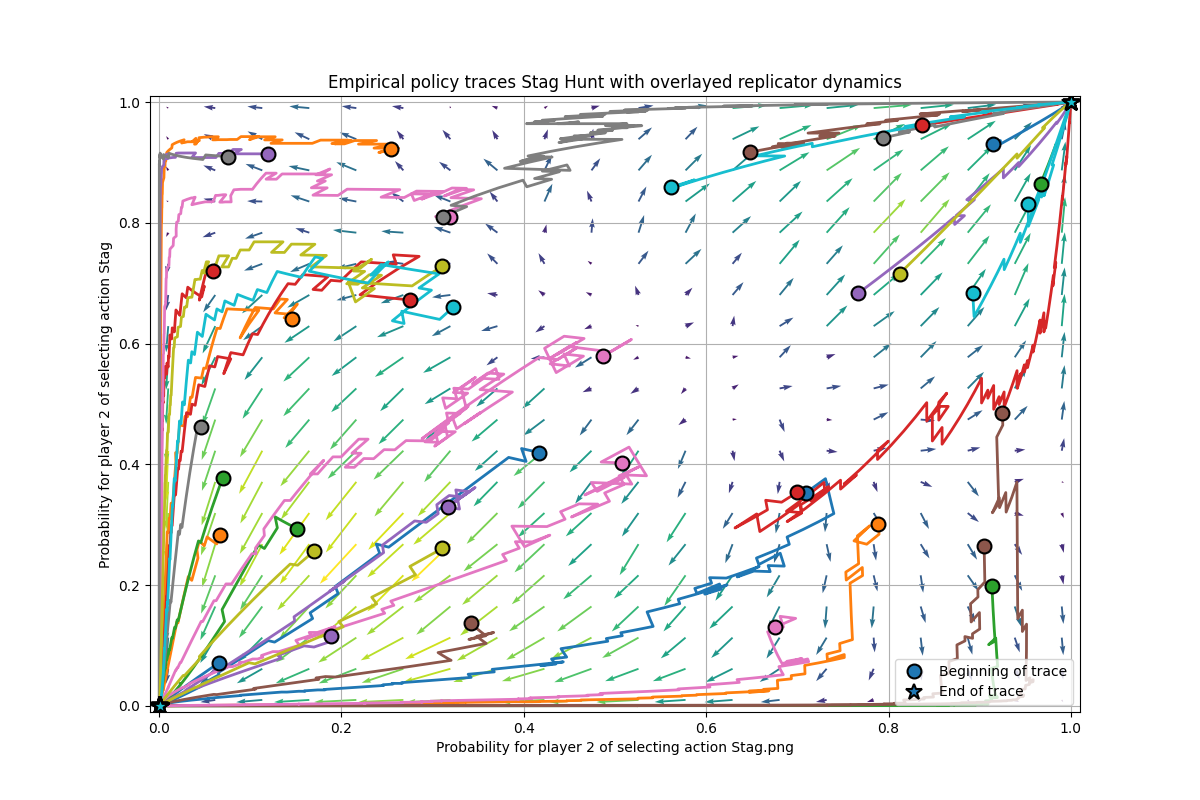 Empirical policy traces Stag Hunt with overlayed replicator dynamics
1.0
0.8
0.6
0.4
0.2
0.0
Probability for player 2 of selecting action Stag
Beginning of trace
End of trace
0.0 0.2 0.4 0.6 0.8 1.0
Probability for player 2 of selecting action Stag.png